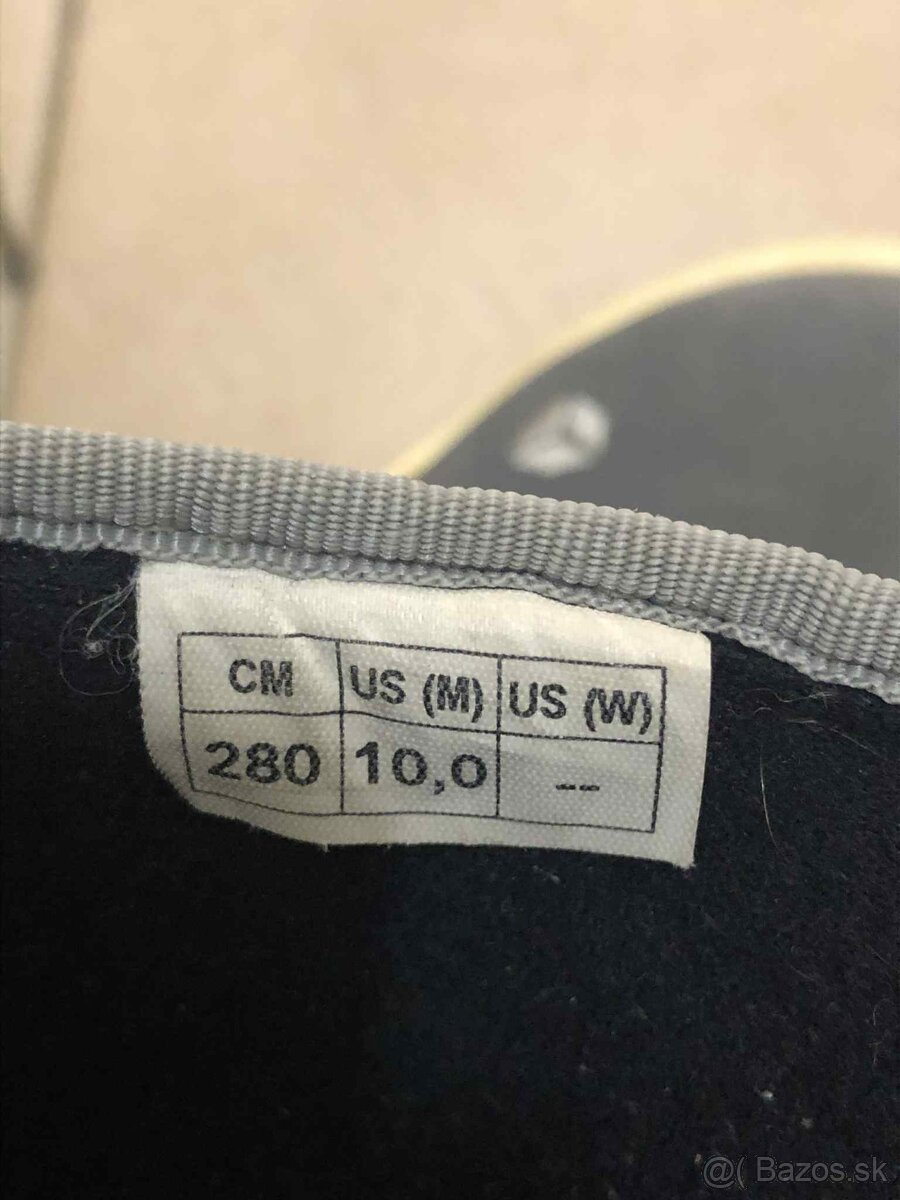 CM US (M) US (W)
280 10,0 --
@( Bazos.sk